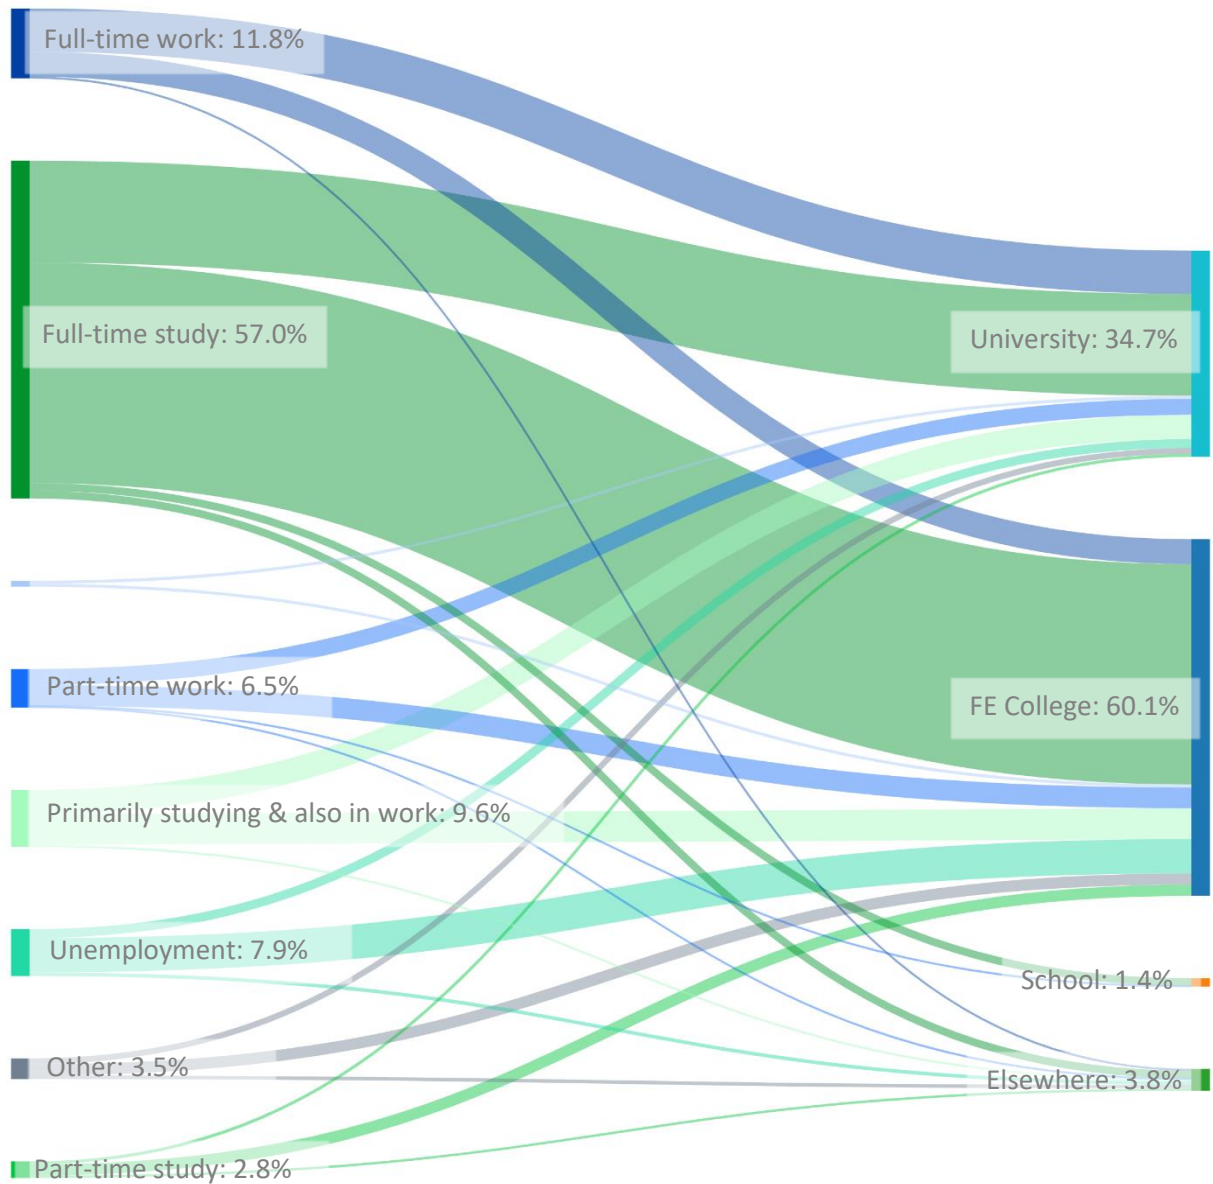 Full-time work: 11.8%
Full-time study: 57.0%
University: 34.7%
Part-time work: 6.5%
FE College: 60.1%
Primarily studying & also in work: 9.6%
Unemployment: 7.9%
School: 1.4%
Other: 3.5%
Elsewhere: 3.8%
Part-time study: 2.8%